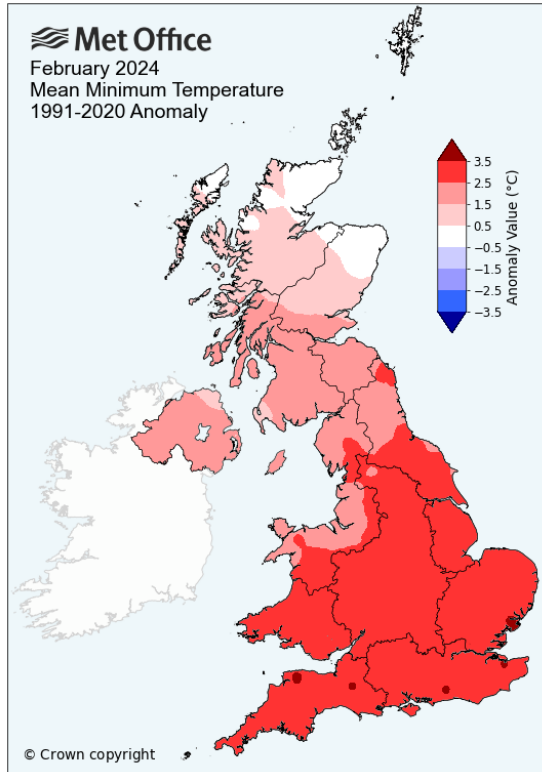 Met Office
February 2024
Mean Minimum Temperature
1991-2020 Anomaly
3.5
2.5
1.5
0.5
−0.5
−1.5
−2.5
−3.5
Anomaly Value (°C)
© Crown copyright